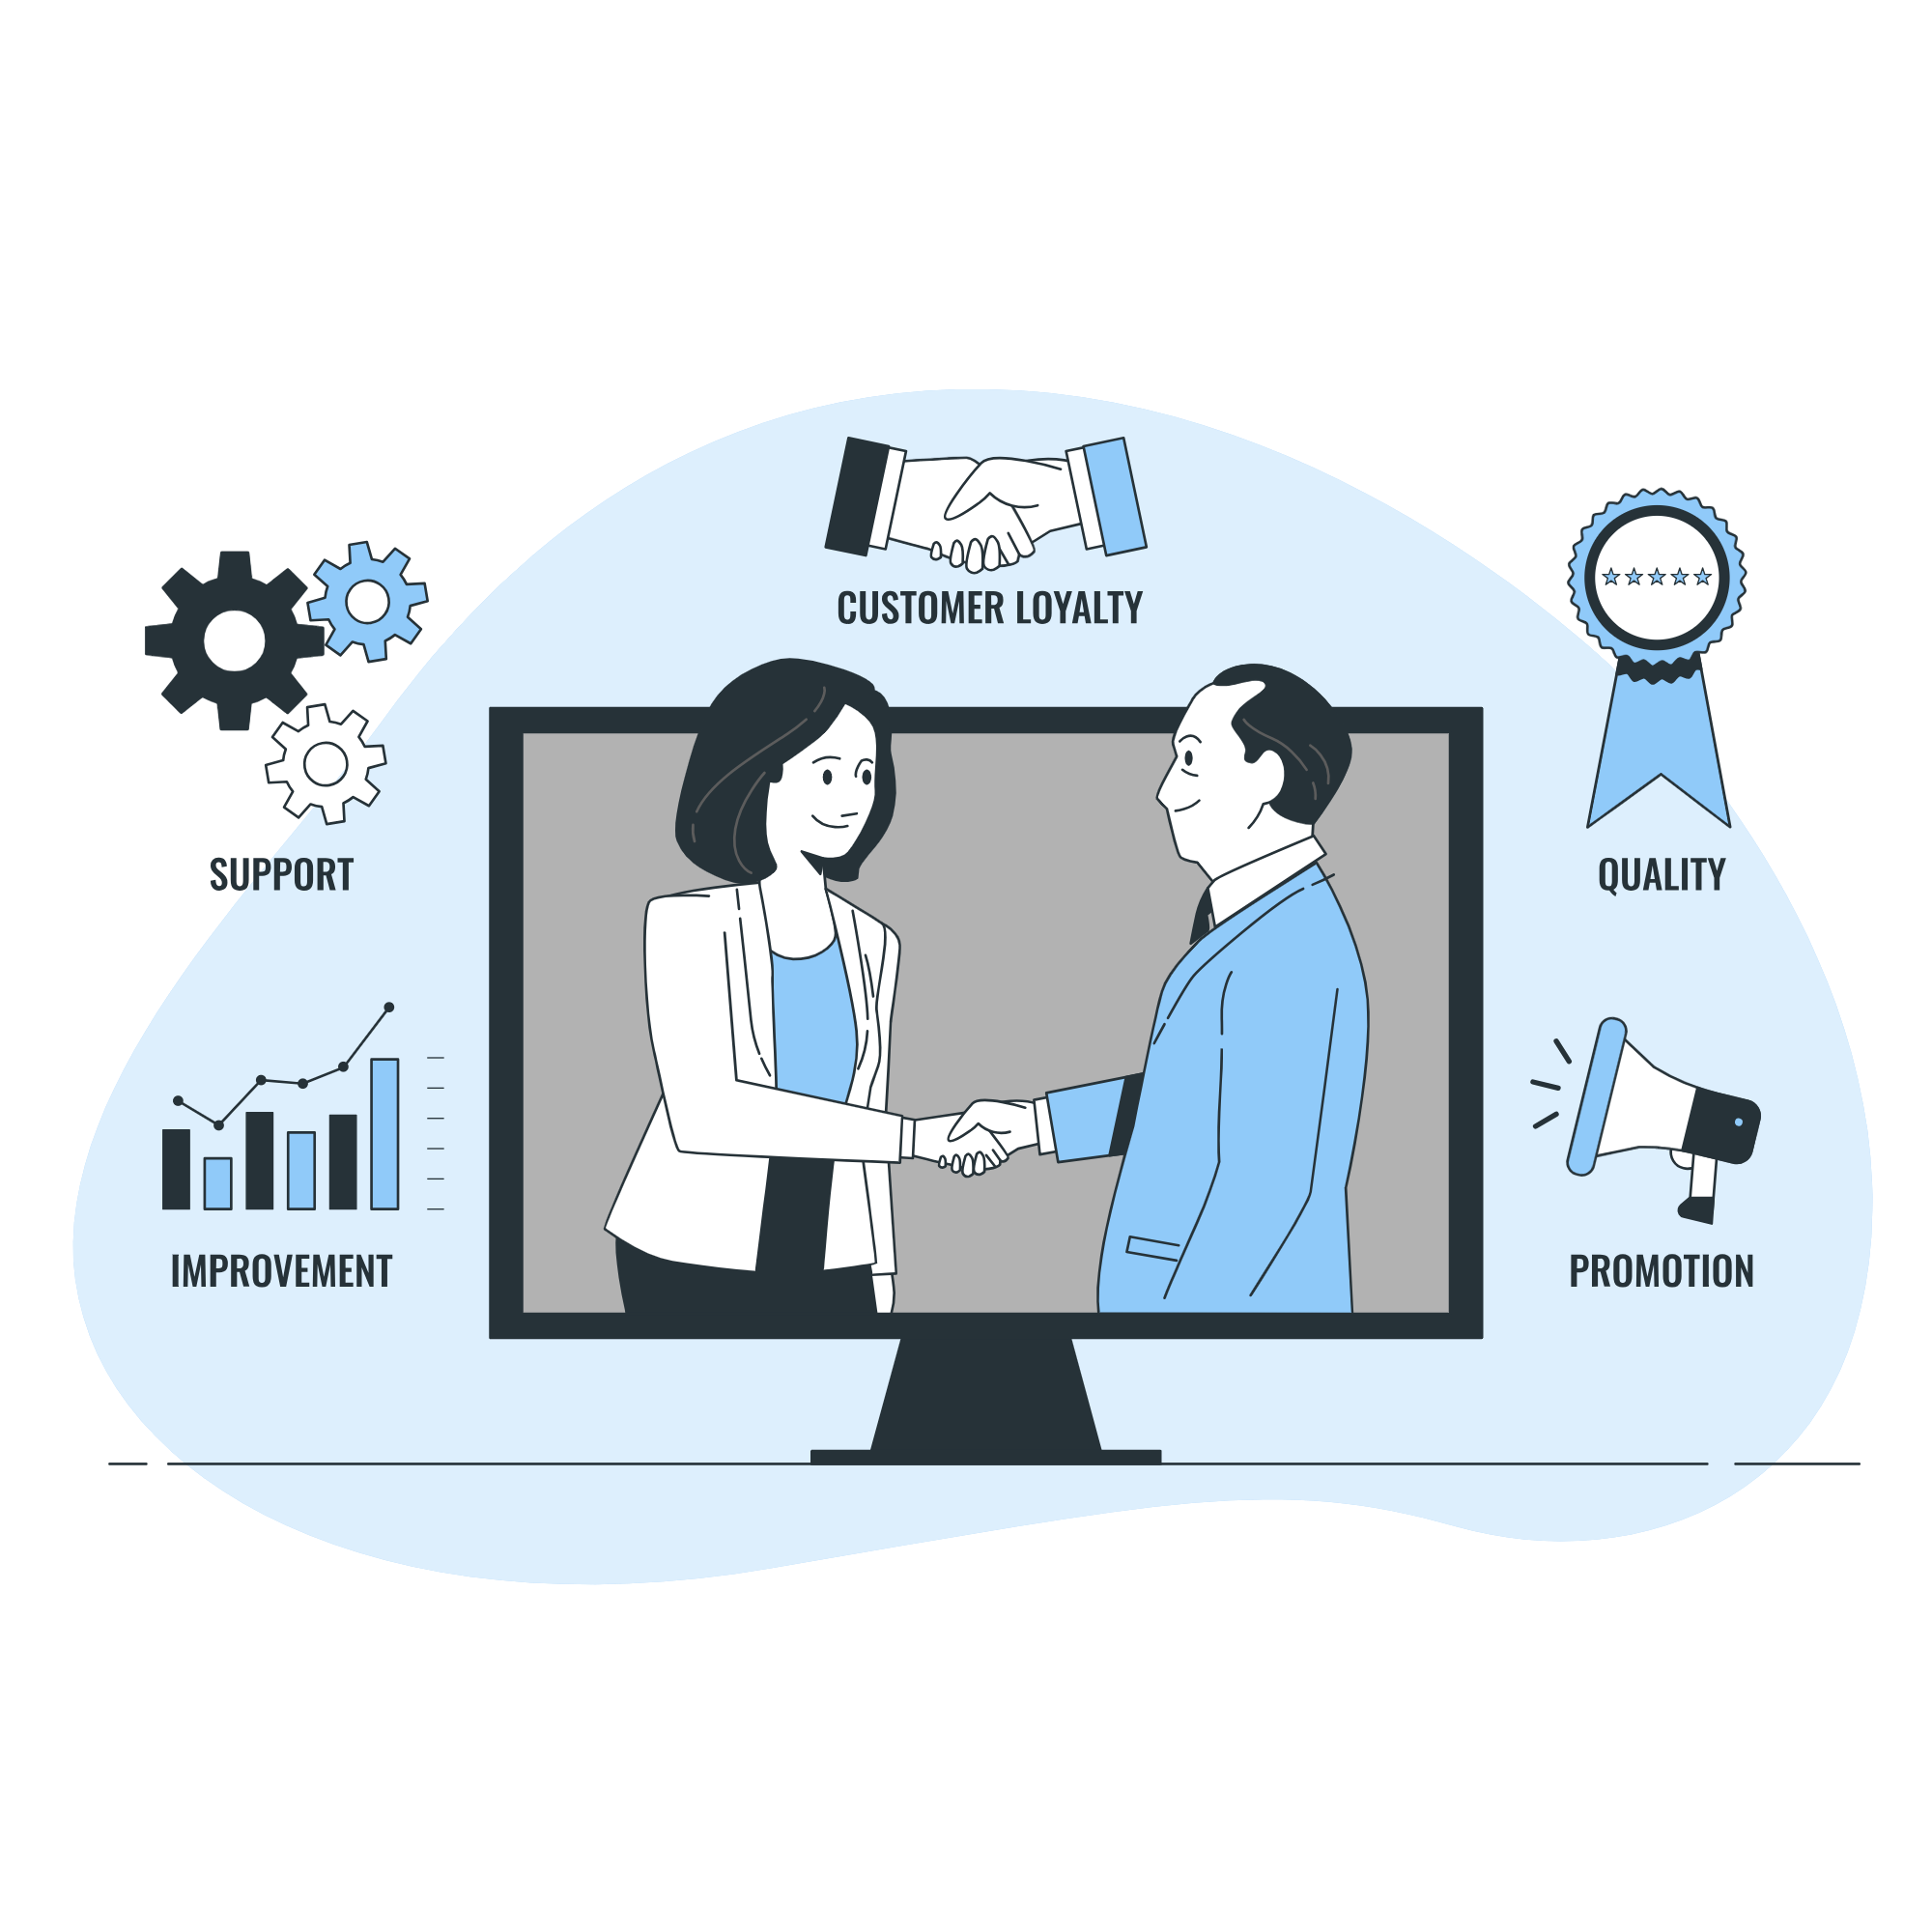 CUSTOMER LOYALTY
SUPPORT
QUALITY
IMPROVEMENT
PROMOTION